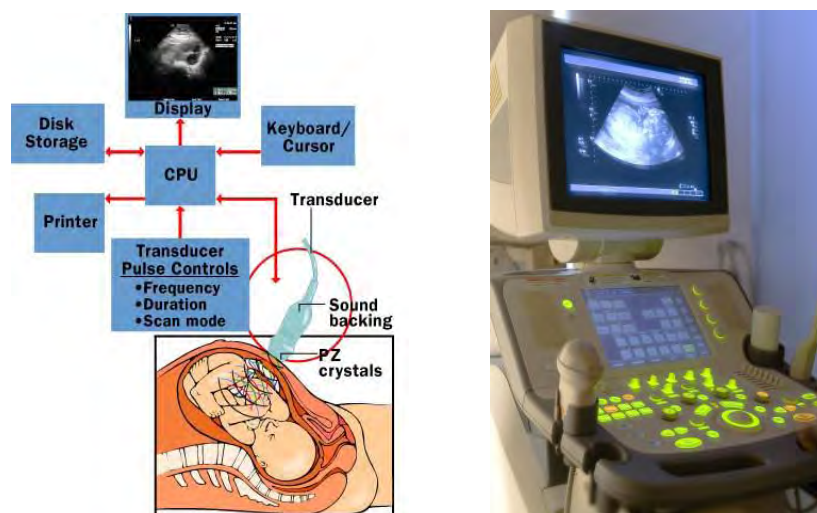 Display
Disk
Storage
Keyboard/
Cursor
CPU
Printer
Transducer
Transducer
Pulse Controls
•Frequency
•Duration
•Scan mode
Sound
backing
PZ
crystals